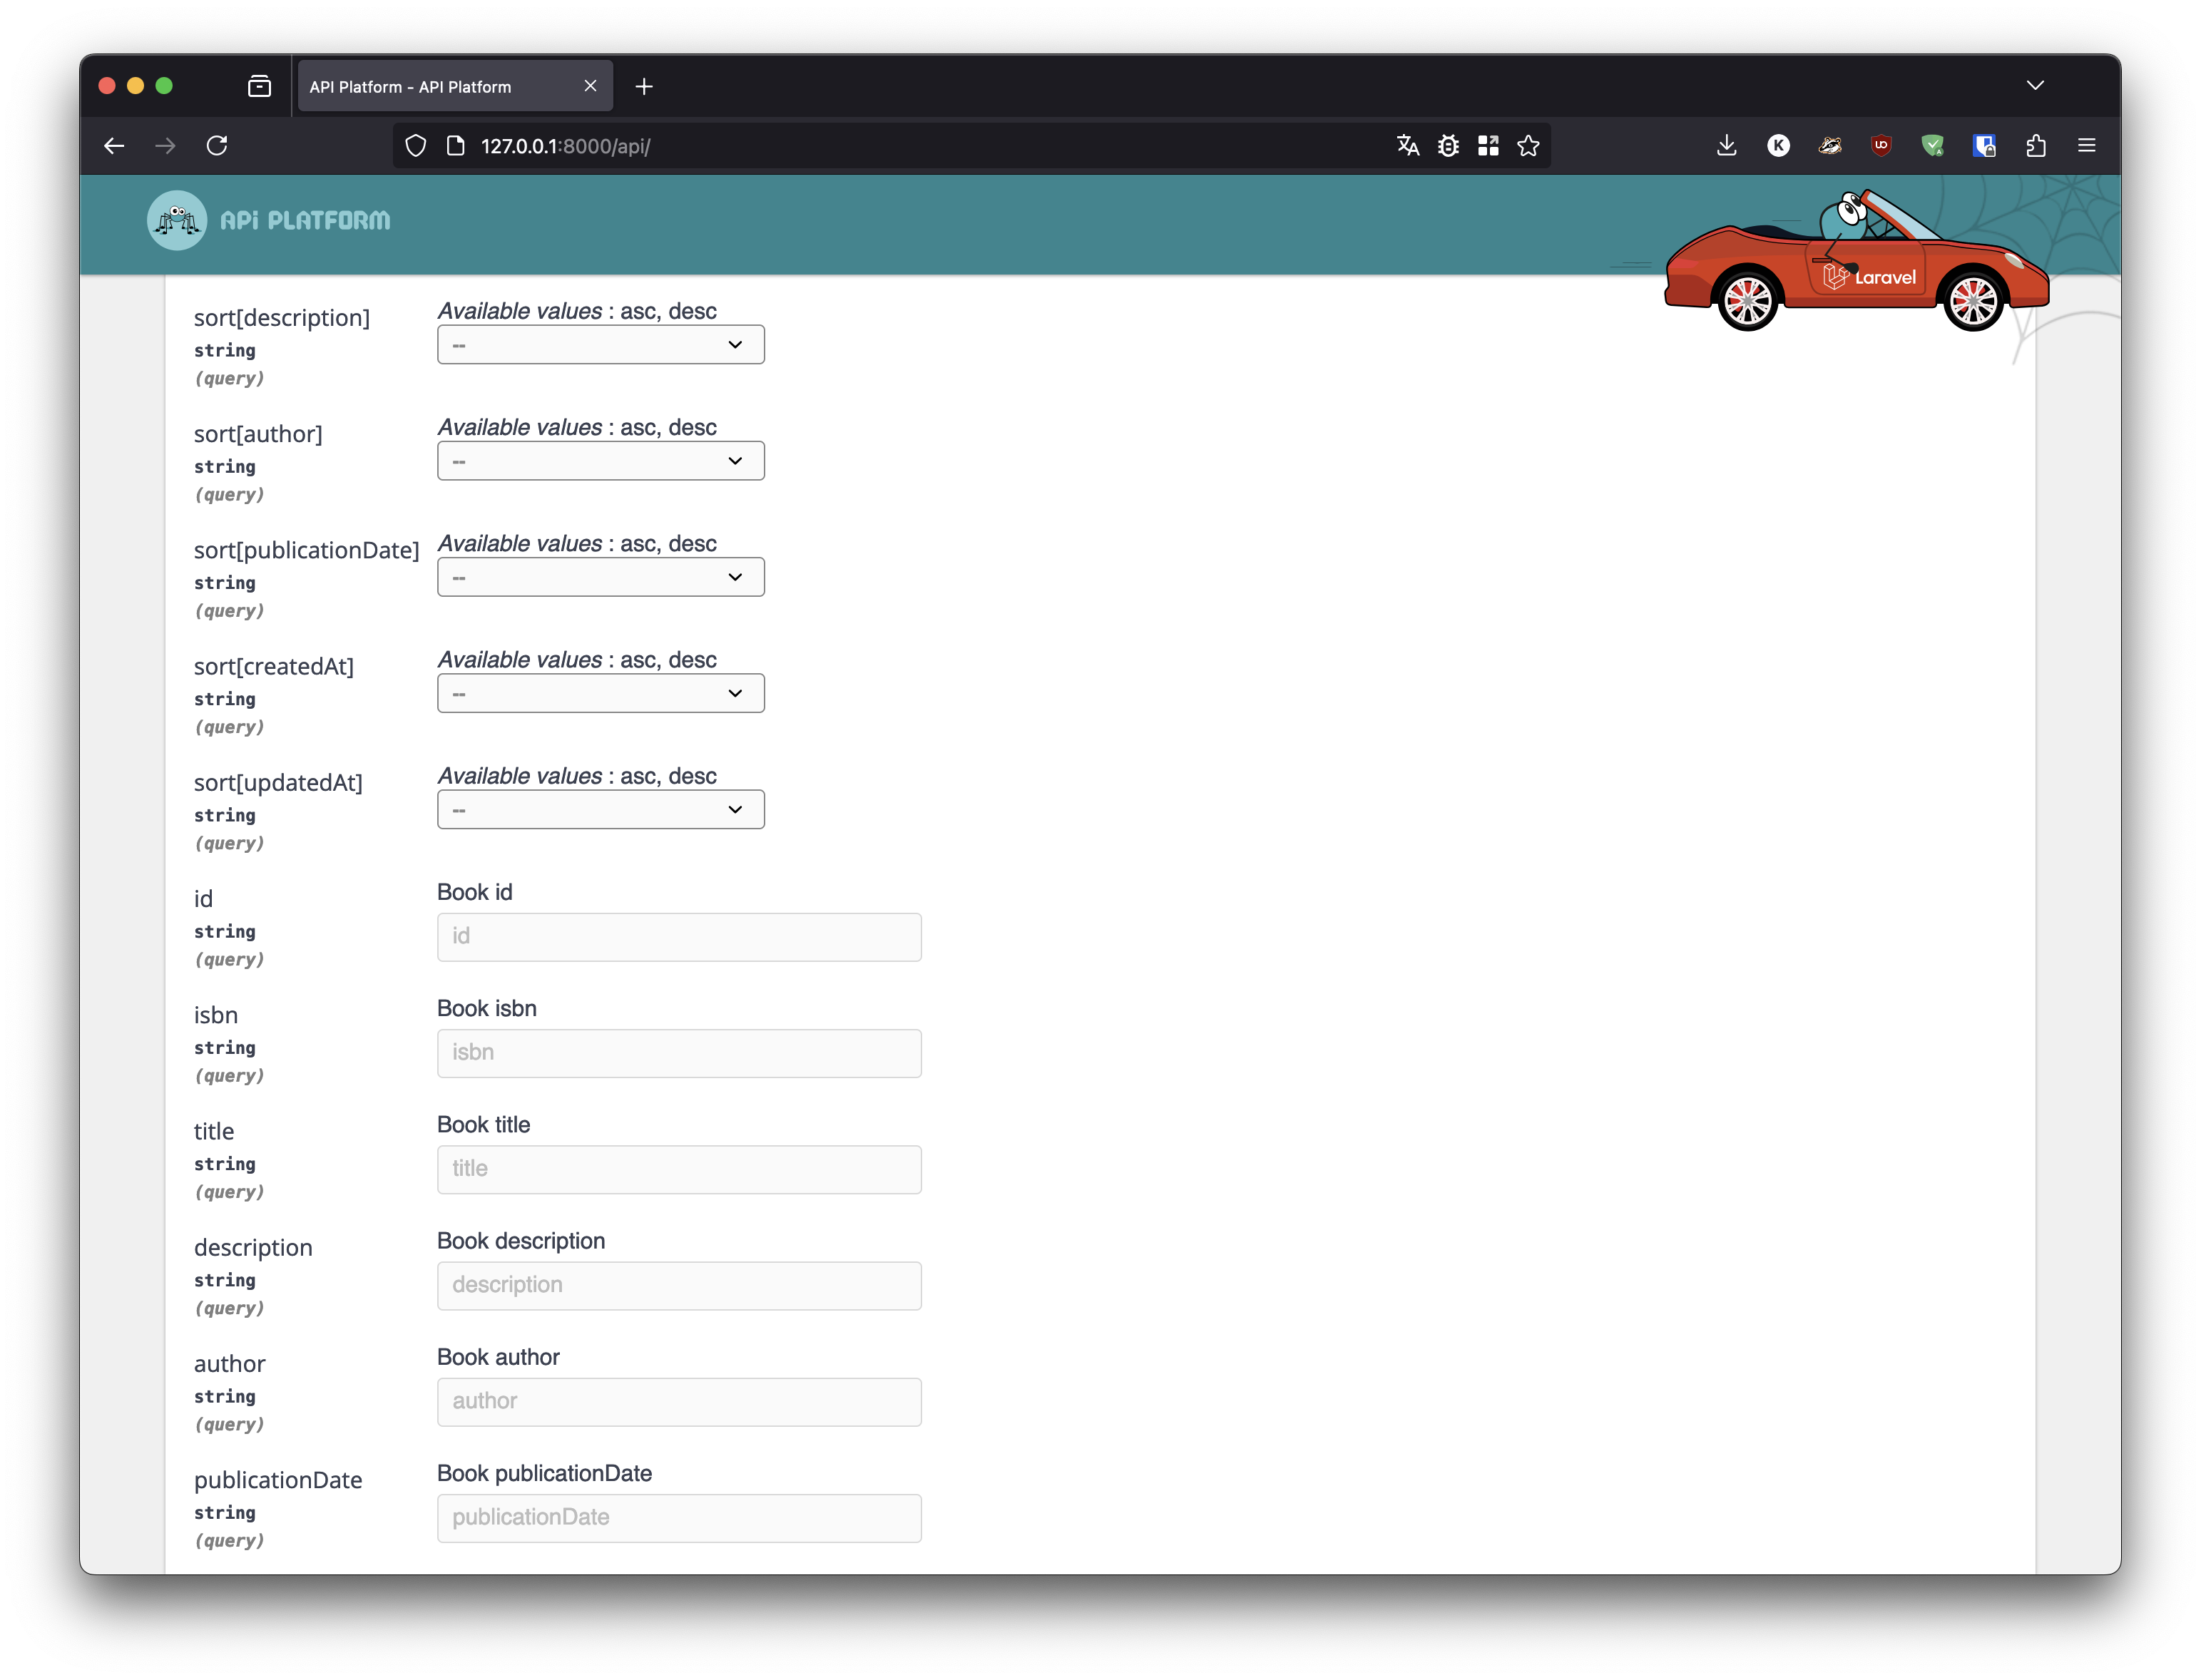 API Platform - API Platform
127.0.0.1:8000/api/
K
API PLATFORM
Laravel
sort[description]
string
(query)
Available values : asc, desc
--
sort[author]
string
(query)
Available values : asc, desc
--
sort[publicationDate]
string
(query)
Available values : asc, desc
--
sort[createdAt]
string
(query)
Available values : asc, desc
--
sort[updatedAt]
string
(query)
Available values : asc, desc
--
id
string
(query)
Book id
id
isbn
string
(query)
Book isbn
isbn
title
string
(query)
Book title
title
description
string
(query)
Book description
description
author
string
(query)
Book author
author
publicationDate
string
(query)
Book publicationDate
publicationDate